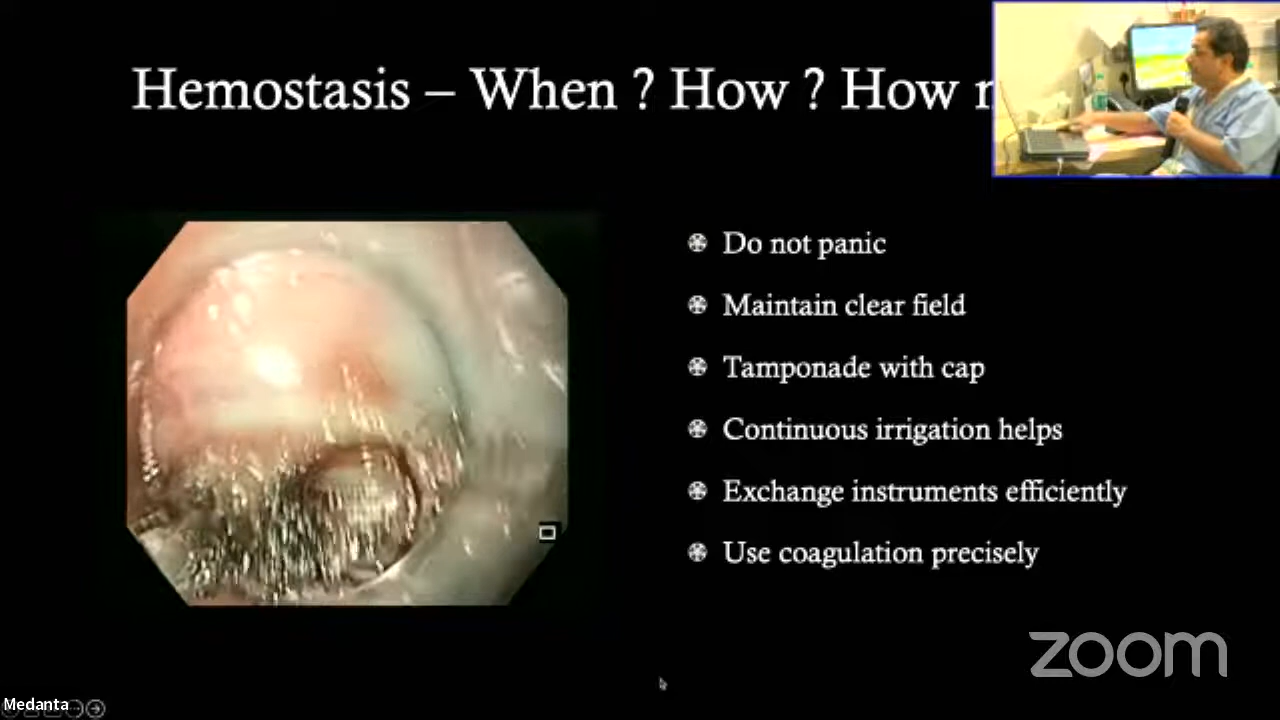 Hemostasis – When ? How ? How
Do not panic
Maintain clear field
Tamponade with cap
Continuous irrigation helps
Exchange instruments efficiently
Use coagulation precisely
zoom
Medanta